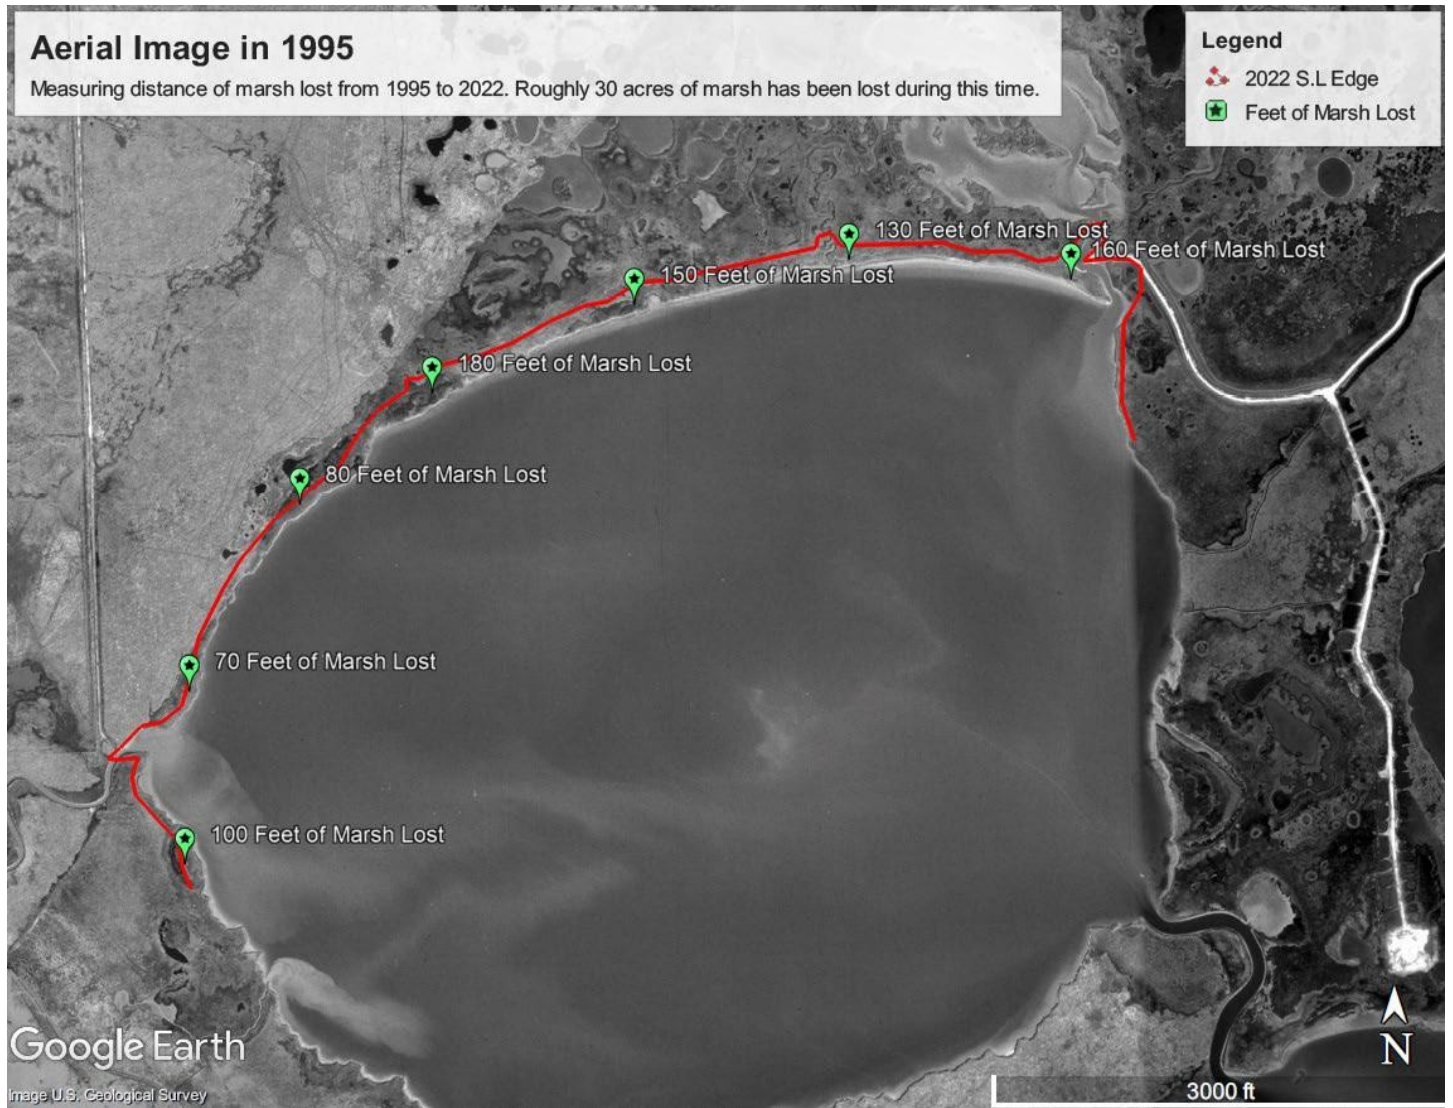 Aerial Image in 1995
Measuring distance of marsh lost from 1995 to 2022. Roughly 30 acres of marsh has been lost during this time.
Legend
2022 S.L Edge
Feet of Marsh Lost
130 Feet of Marsh Lost
160 Feet of Marsh Lost
150 Feet of Marsh Lost
180 Feet of Marsh Lost
80 Feet of Marsh Lost
70 Feet of Marsh Lost
100 Feet of Marsh Lost
Google Earth
Image U.S. Geological Survey
N
3000 ft